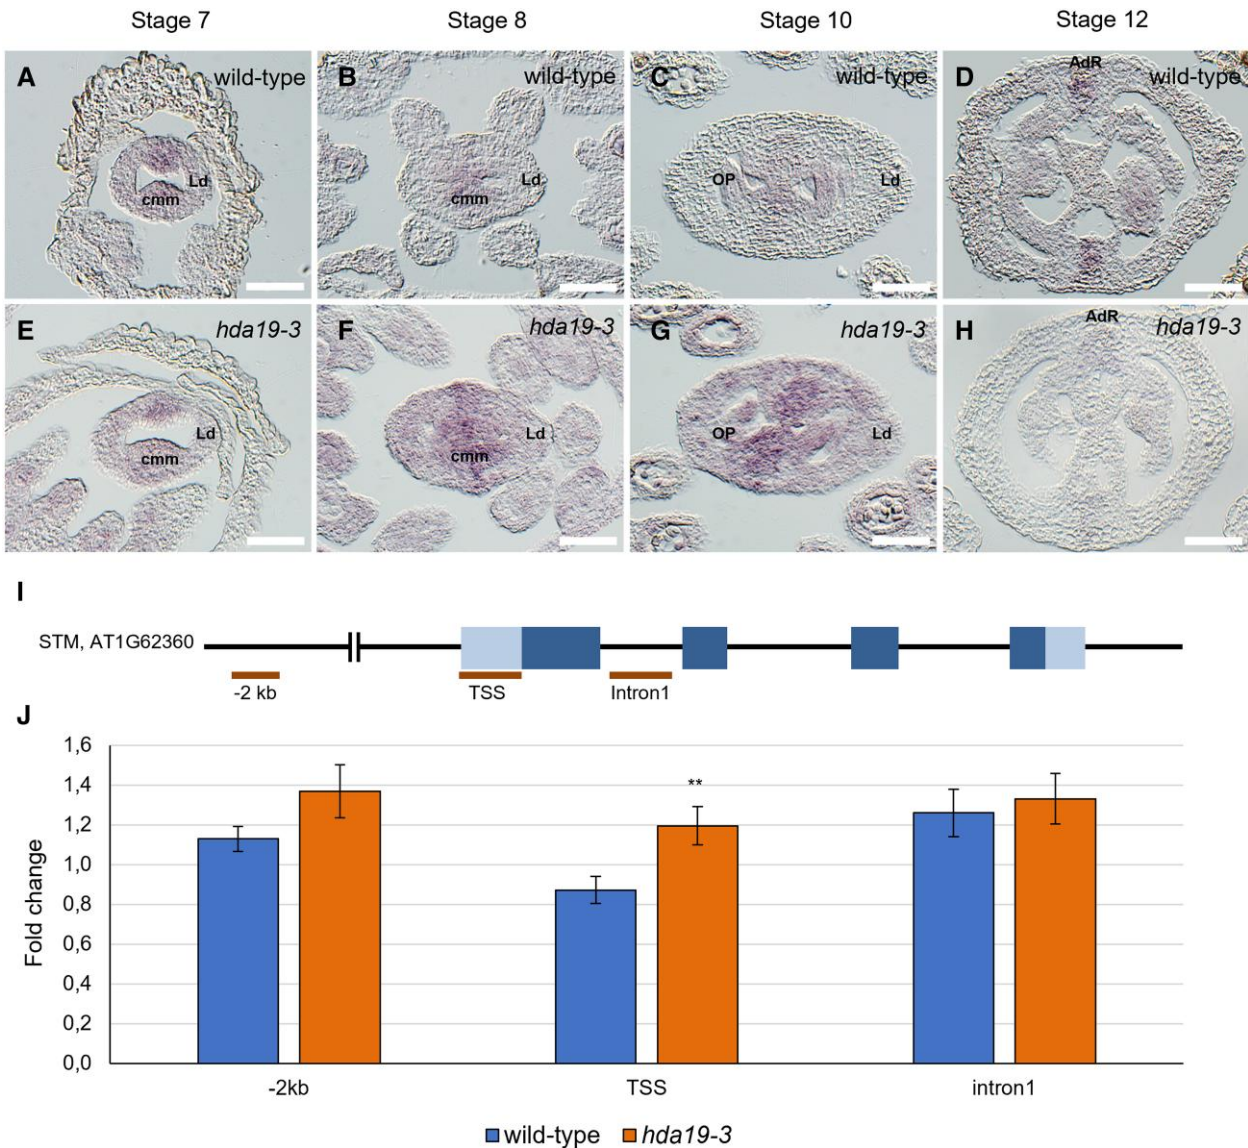 Stage 7 Stage 8 Stage 10 Stage 12
A wild-type B wild-type C wild-type D wild-type
AdR
Ld cmm
Ld cmm
OP Ld
E hda19-3 F hda19-3 G hda19-3 H hda19-3
AdR
Ld cmm
Ld cmm
OP Ld
I
STM, AT1G62360
-2 kb TSS Intron1
J
Fold change
1,6
1,4
**
1,2
1,0
0,8
0,6
0,4
0,2
0,0
-2kb TSS intron1
wild-type hda19-3